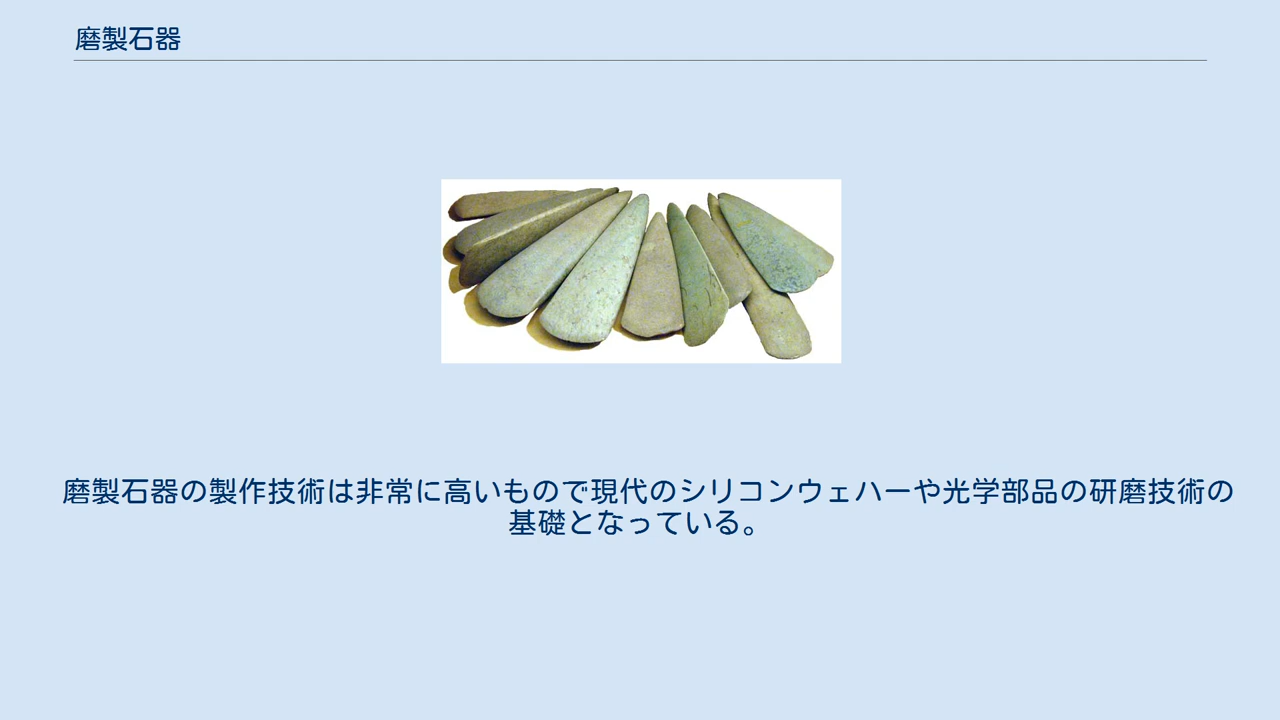 磨製石器
磨製石器の製作技術は非常に高いもので現代のシリコンウェハーや光学部品の研磨技術の
基礎となっている。